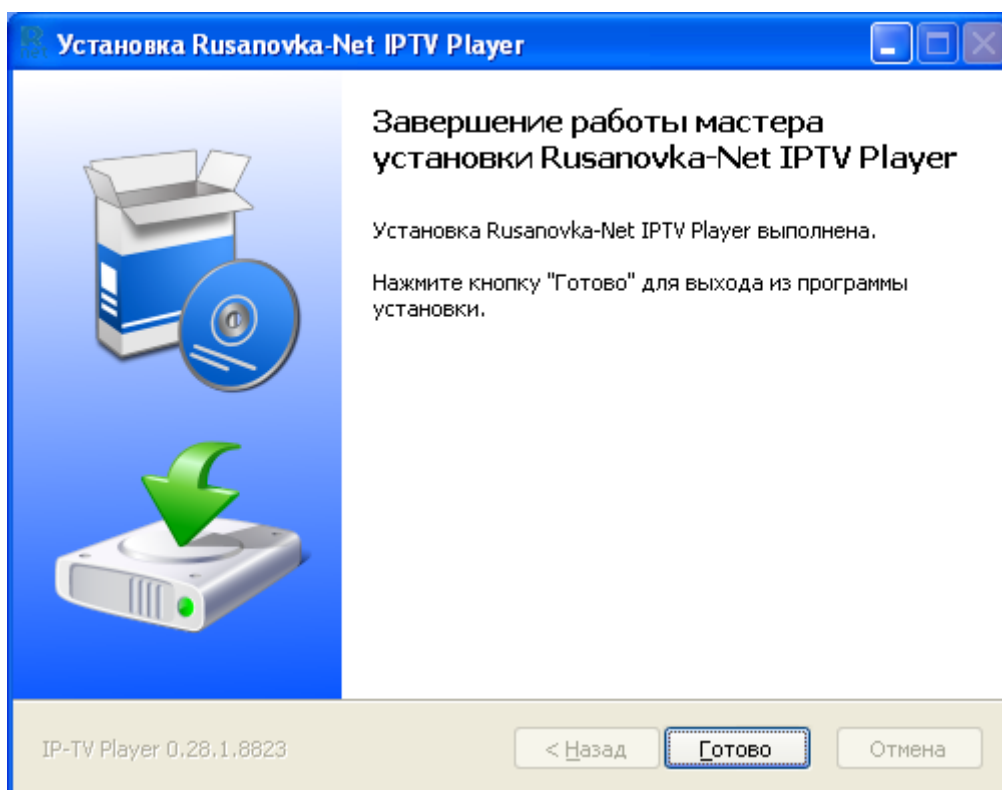 Установка Rusanovka-Net IPTV Player
Завершение работы мастера
установки Rusanovka-Net IPTV Player
Установка Rusanovka-Net IPTV Player выполнена.
Нажмите кнопку "Готово" для выхода из программы
установки.
IP-TV Player 0.28.1.8823
< Назад
Готово
Отмена